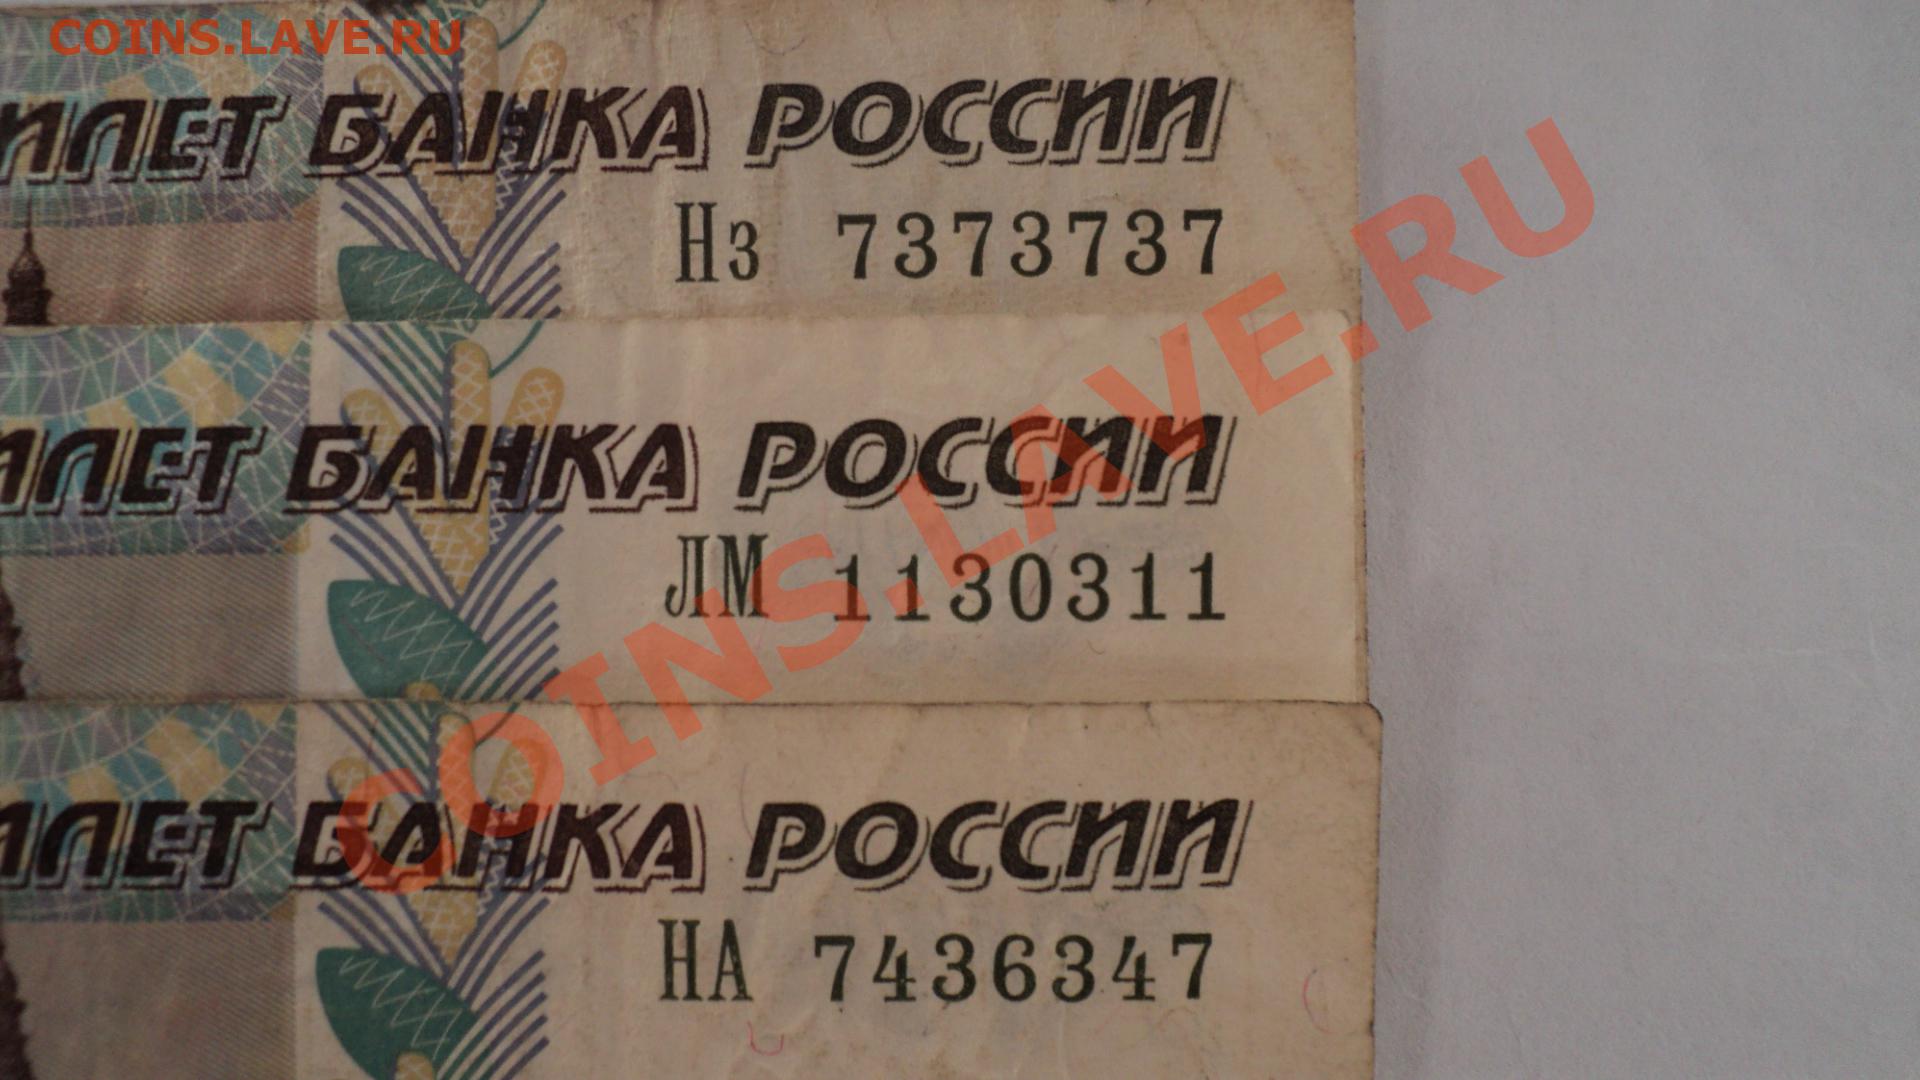 COINS.LAVE.RU
ИЛЕТ БАНКА РОССИИ
Нз 7373737
ИЛЕТ БАНКА РОССИИ
ЛМ 1130311
ИЛЕТ БАНКА РОССИИ
НА 7436347
COINS.LAVE.RU